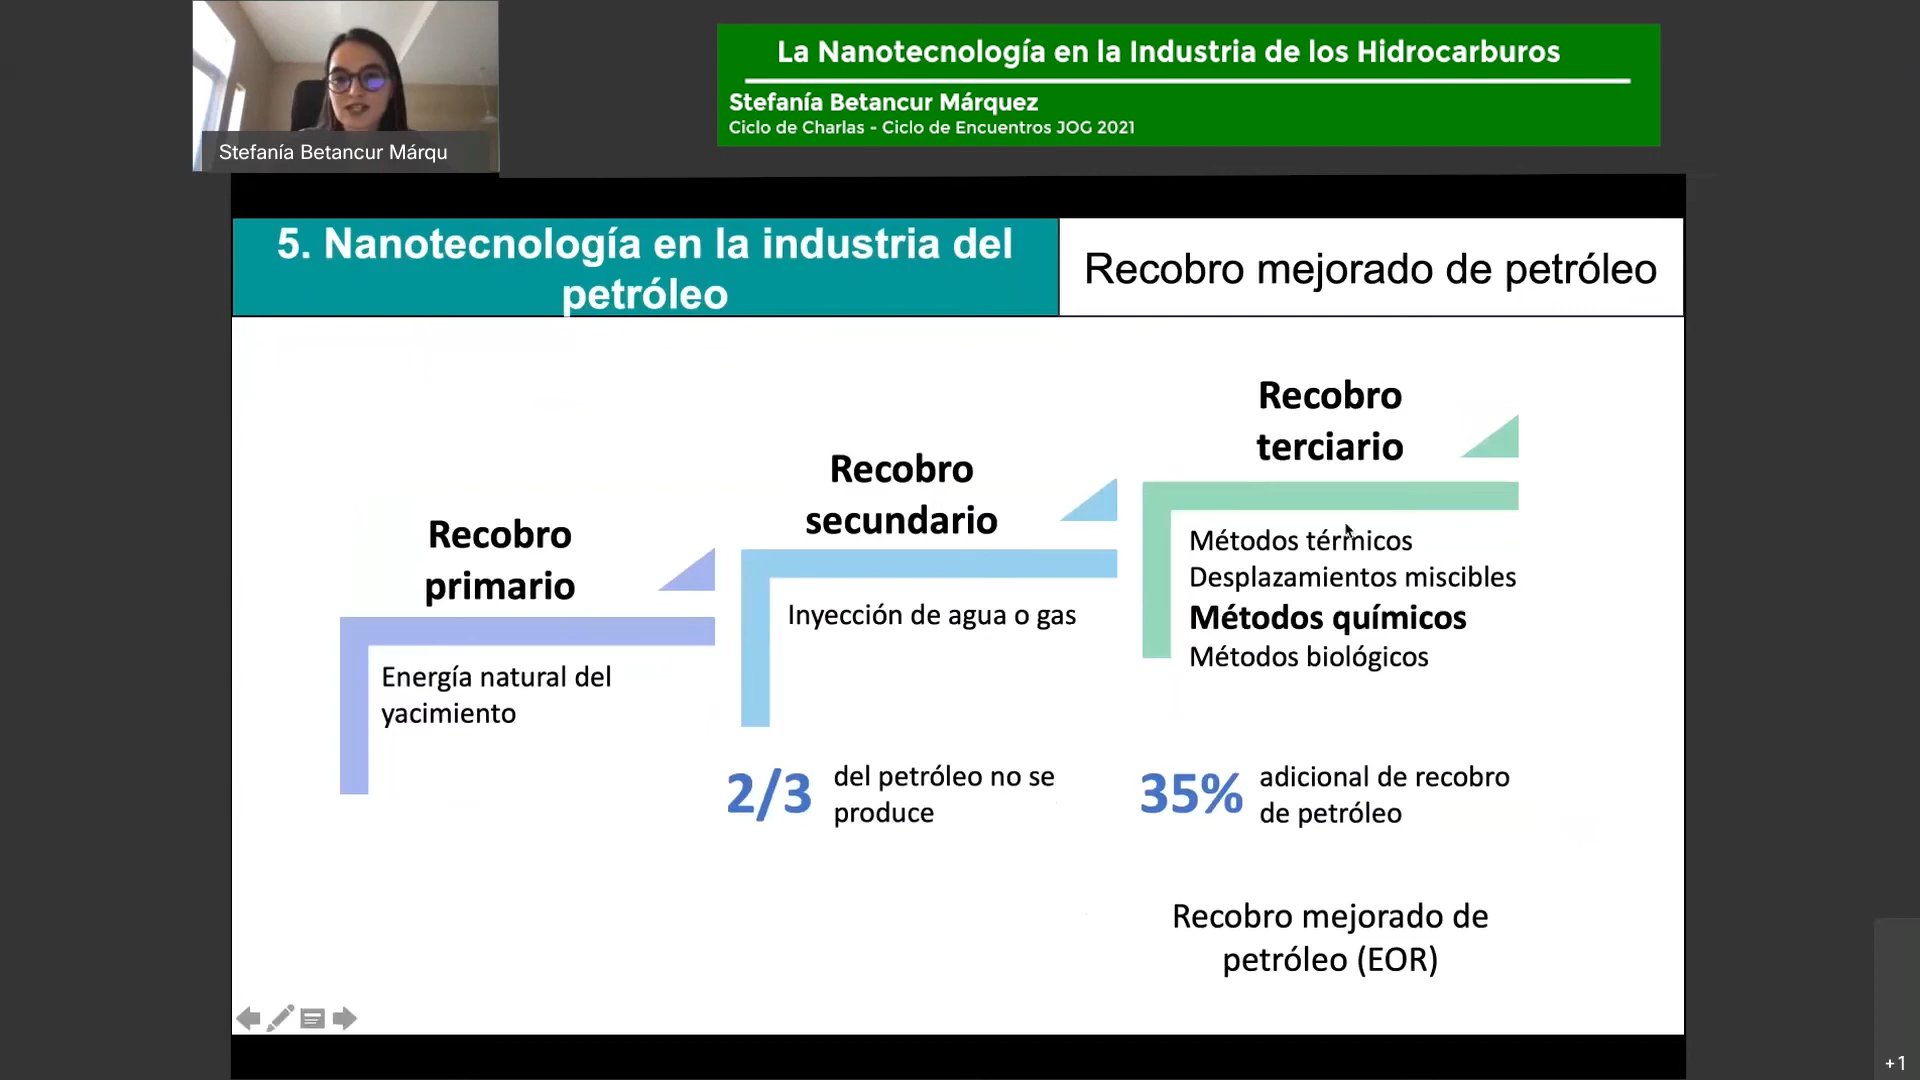 La Nanotecnología en la Industria de los Hidrocarburos
Stefanía Betancur Márquez
Ciclo de Charlas - Ciclo de Encuentros JOG 2021
Stefanía Betancur Márqu
5. Nanotecnología en la industria del
petróleo
Recobro mejorado de petróleo
Recobro
primario
Energía natural del
yacimiento
Recobro
secundario
Inyección de agua o gas
2/3
del petróleo no se
produce
Recobro
terciario
Métodos térmicos
Desplazamientos miscibles
Métodos químicos
Métodos biológicos
35%
adicional de recobro
de petróleo
Recobro mejorado de
petróleo (EOR)
+1